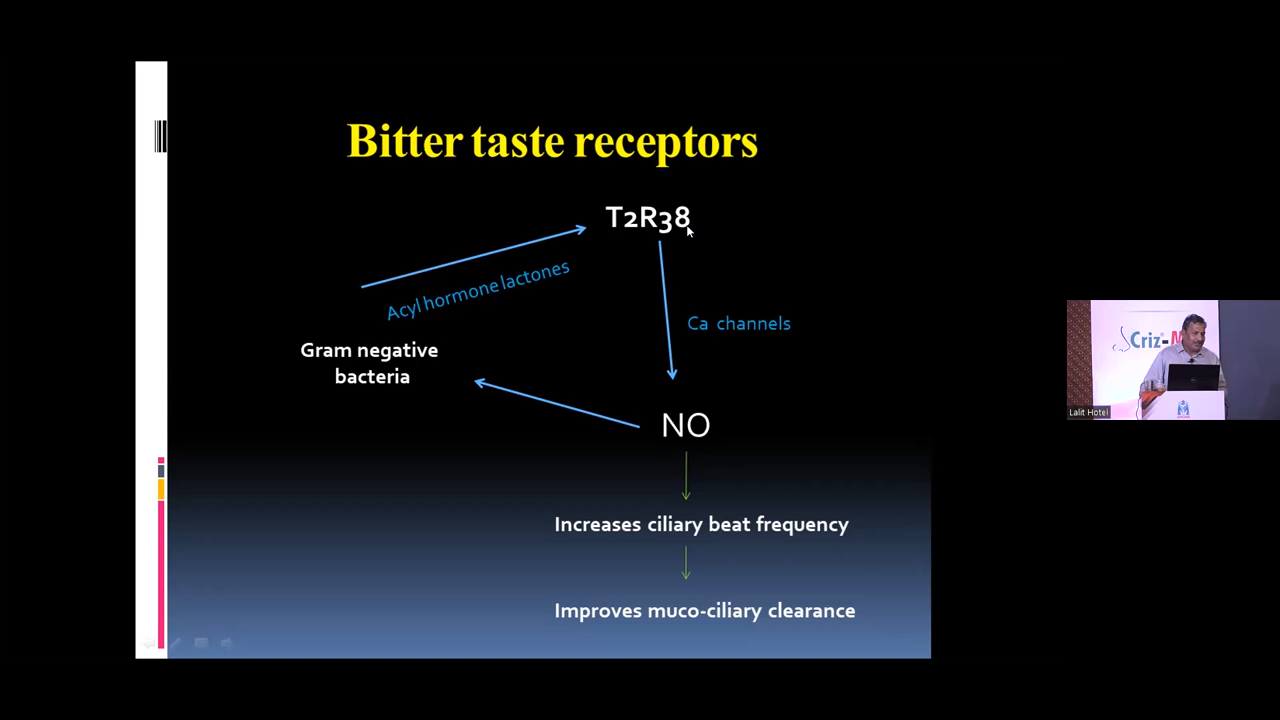 Bitter taste receptors
T2R38
Acyl hormone lactones
Ca channels
Gram negative
bacteria
NO
Increases ciliary beat frequency
Improves muco-ciliary clearance
Criz-M
Lalit Hotel